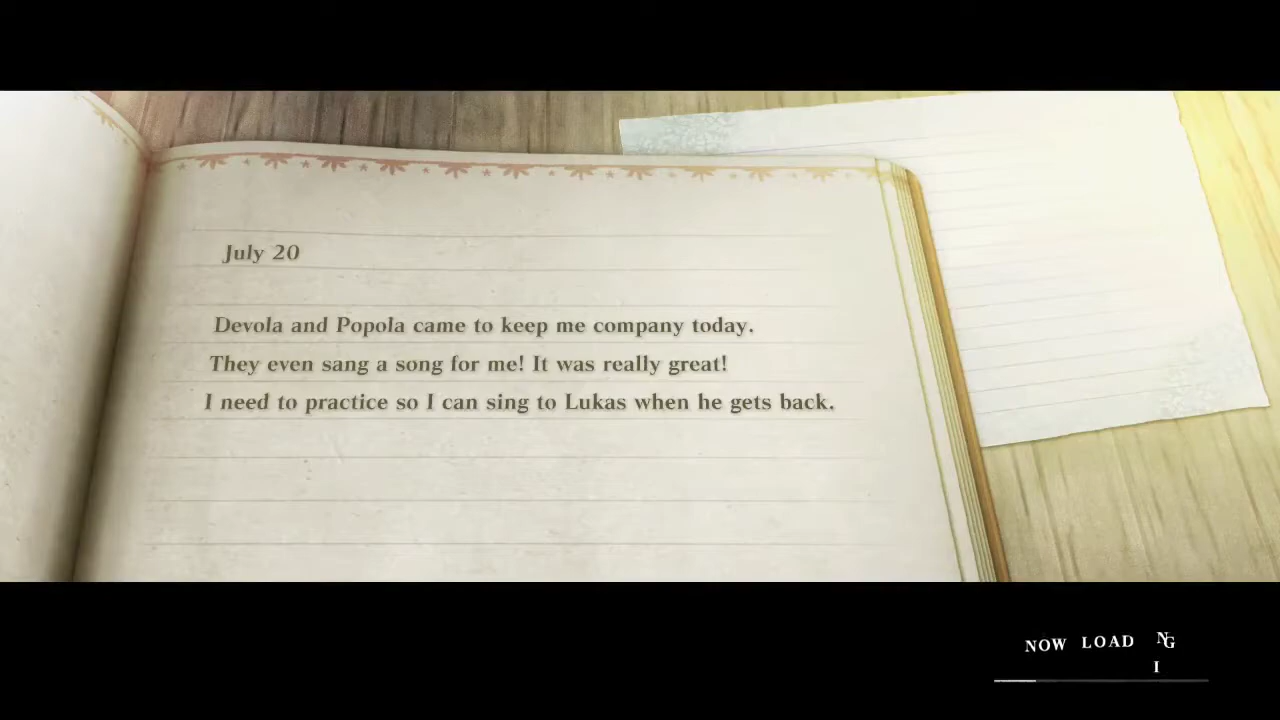 July 20
Devola and Popola came to keep me company today.
They even sang a song for me! It was really great!
I need to practice so I can sing to Lukas when he gets back.
NOW LOADING